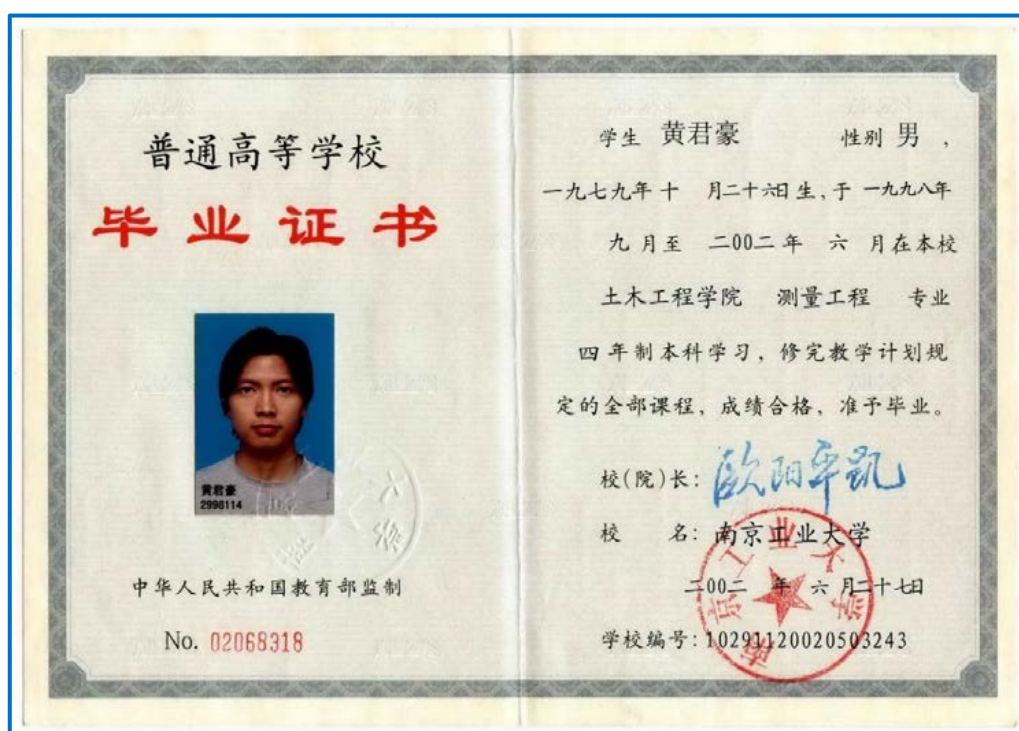 普通高等学校
毕业证书
黄君豪
2998114
中华人民共和国教育部监制
No. 02068318
学生 黄君豪 性别 男 ,
一九七九年十 月二十六日生,于 一九九八年
九月至 二00二年 六 月在本校
土木工程学院 测量工程 专业
四年制本科学习，修完教学计划规
定的全部课程，成绩合格，准予毕业。
校(院)长: 欧阳平凯
校 名: 南京工业大学
二00二 年 六 月二十七日
学校编号:10291120020503243
南京工业大学